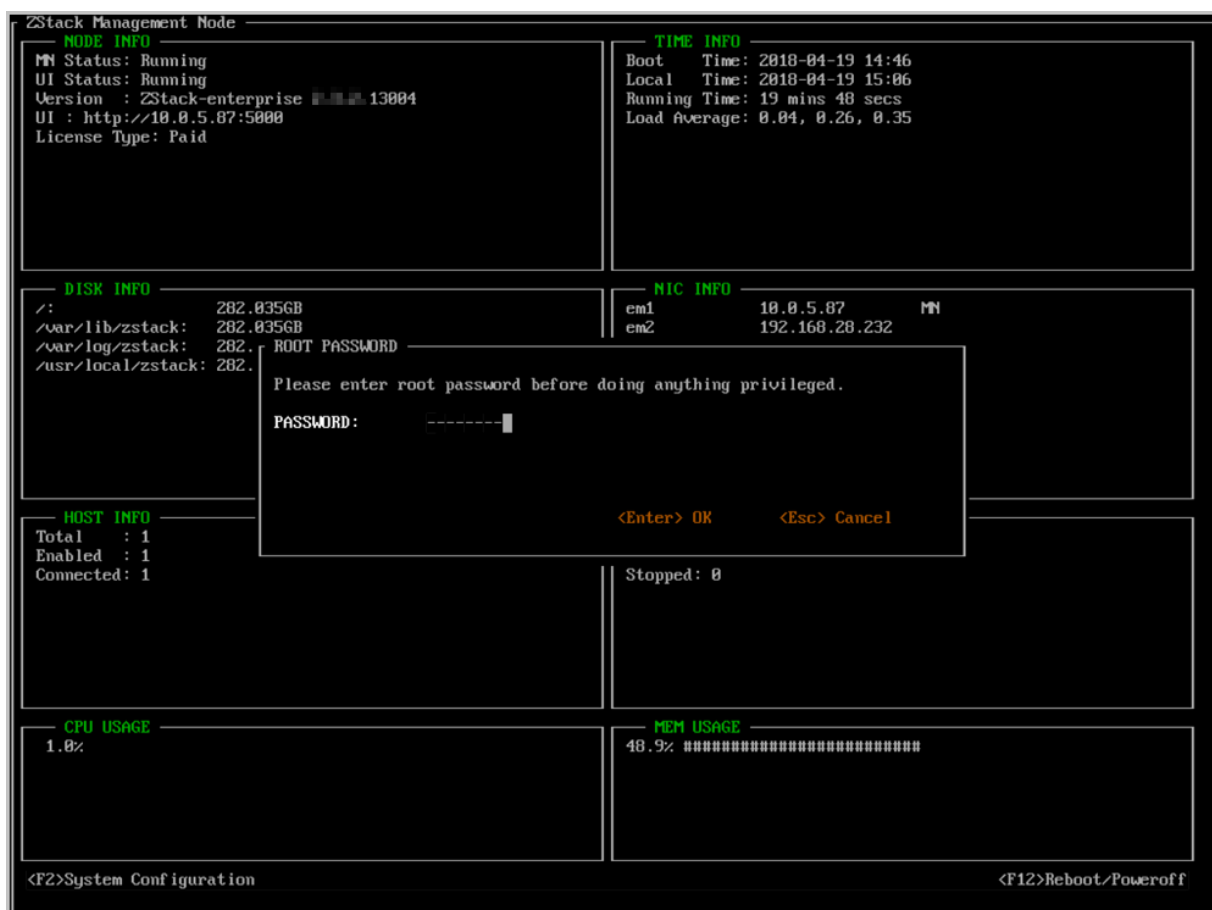 ZStack Management Node
NODE INFO
MN Status: Running
UI Status: Running
Version : ZStack-enterprise 13004
UI : http://10.0.5.87:5000
License Type: Paid
TIME INFO
Boot Time: 2018-04-19 14:46
Local Time: 2018-04-19 15:06
Running Time: 19 mins 48 secs
Load Average: 0.04, 0.26, 0.35
DISK INFO
/: 282.035GB
/var/lib/zstack: 282.035GB
/var/log/zstack: 282.
/usr/local/zstack: 282.
NIC INFO
em1 10.0.5.87 MN
em2 192.168.28.232
ROOT PASSWORD
Please enter root password before doing anything privileged.
PASSWORD: --------
<Enter> OK <Esc> Cancel
HOST INFO
Total : 1
Enabled : 1
Connected: 1
Stopped: 0
CPU USAGE
1.0%
MEM USAGE
48.9% #########################
<F2>System Configuration <F12>Reboot/Poweroff